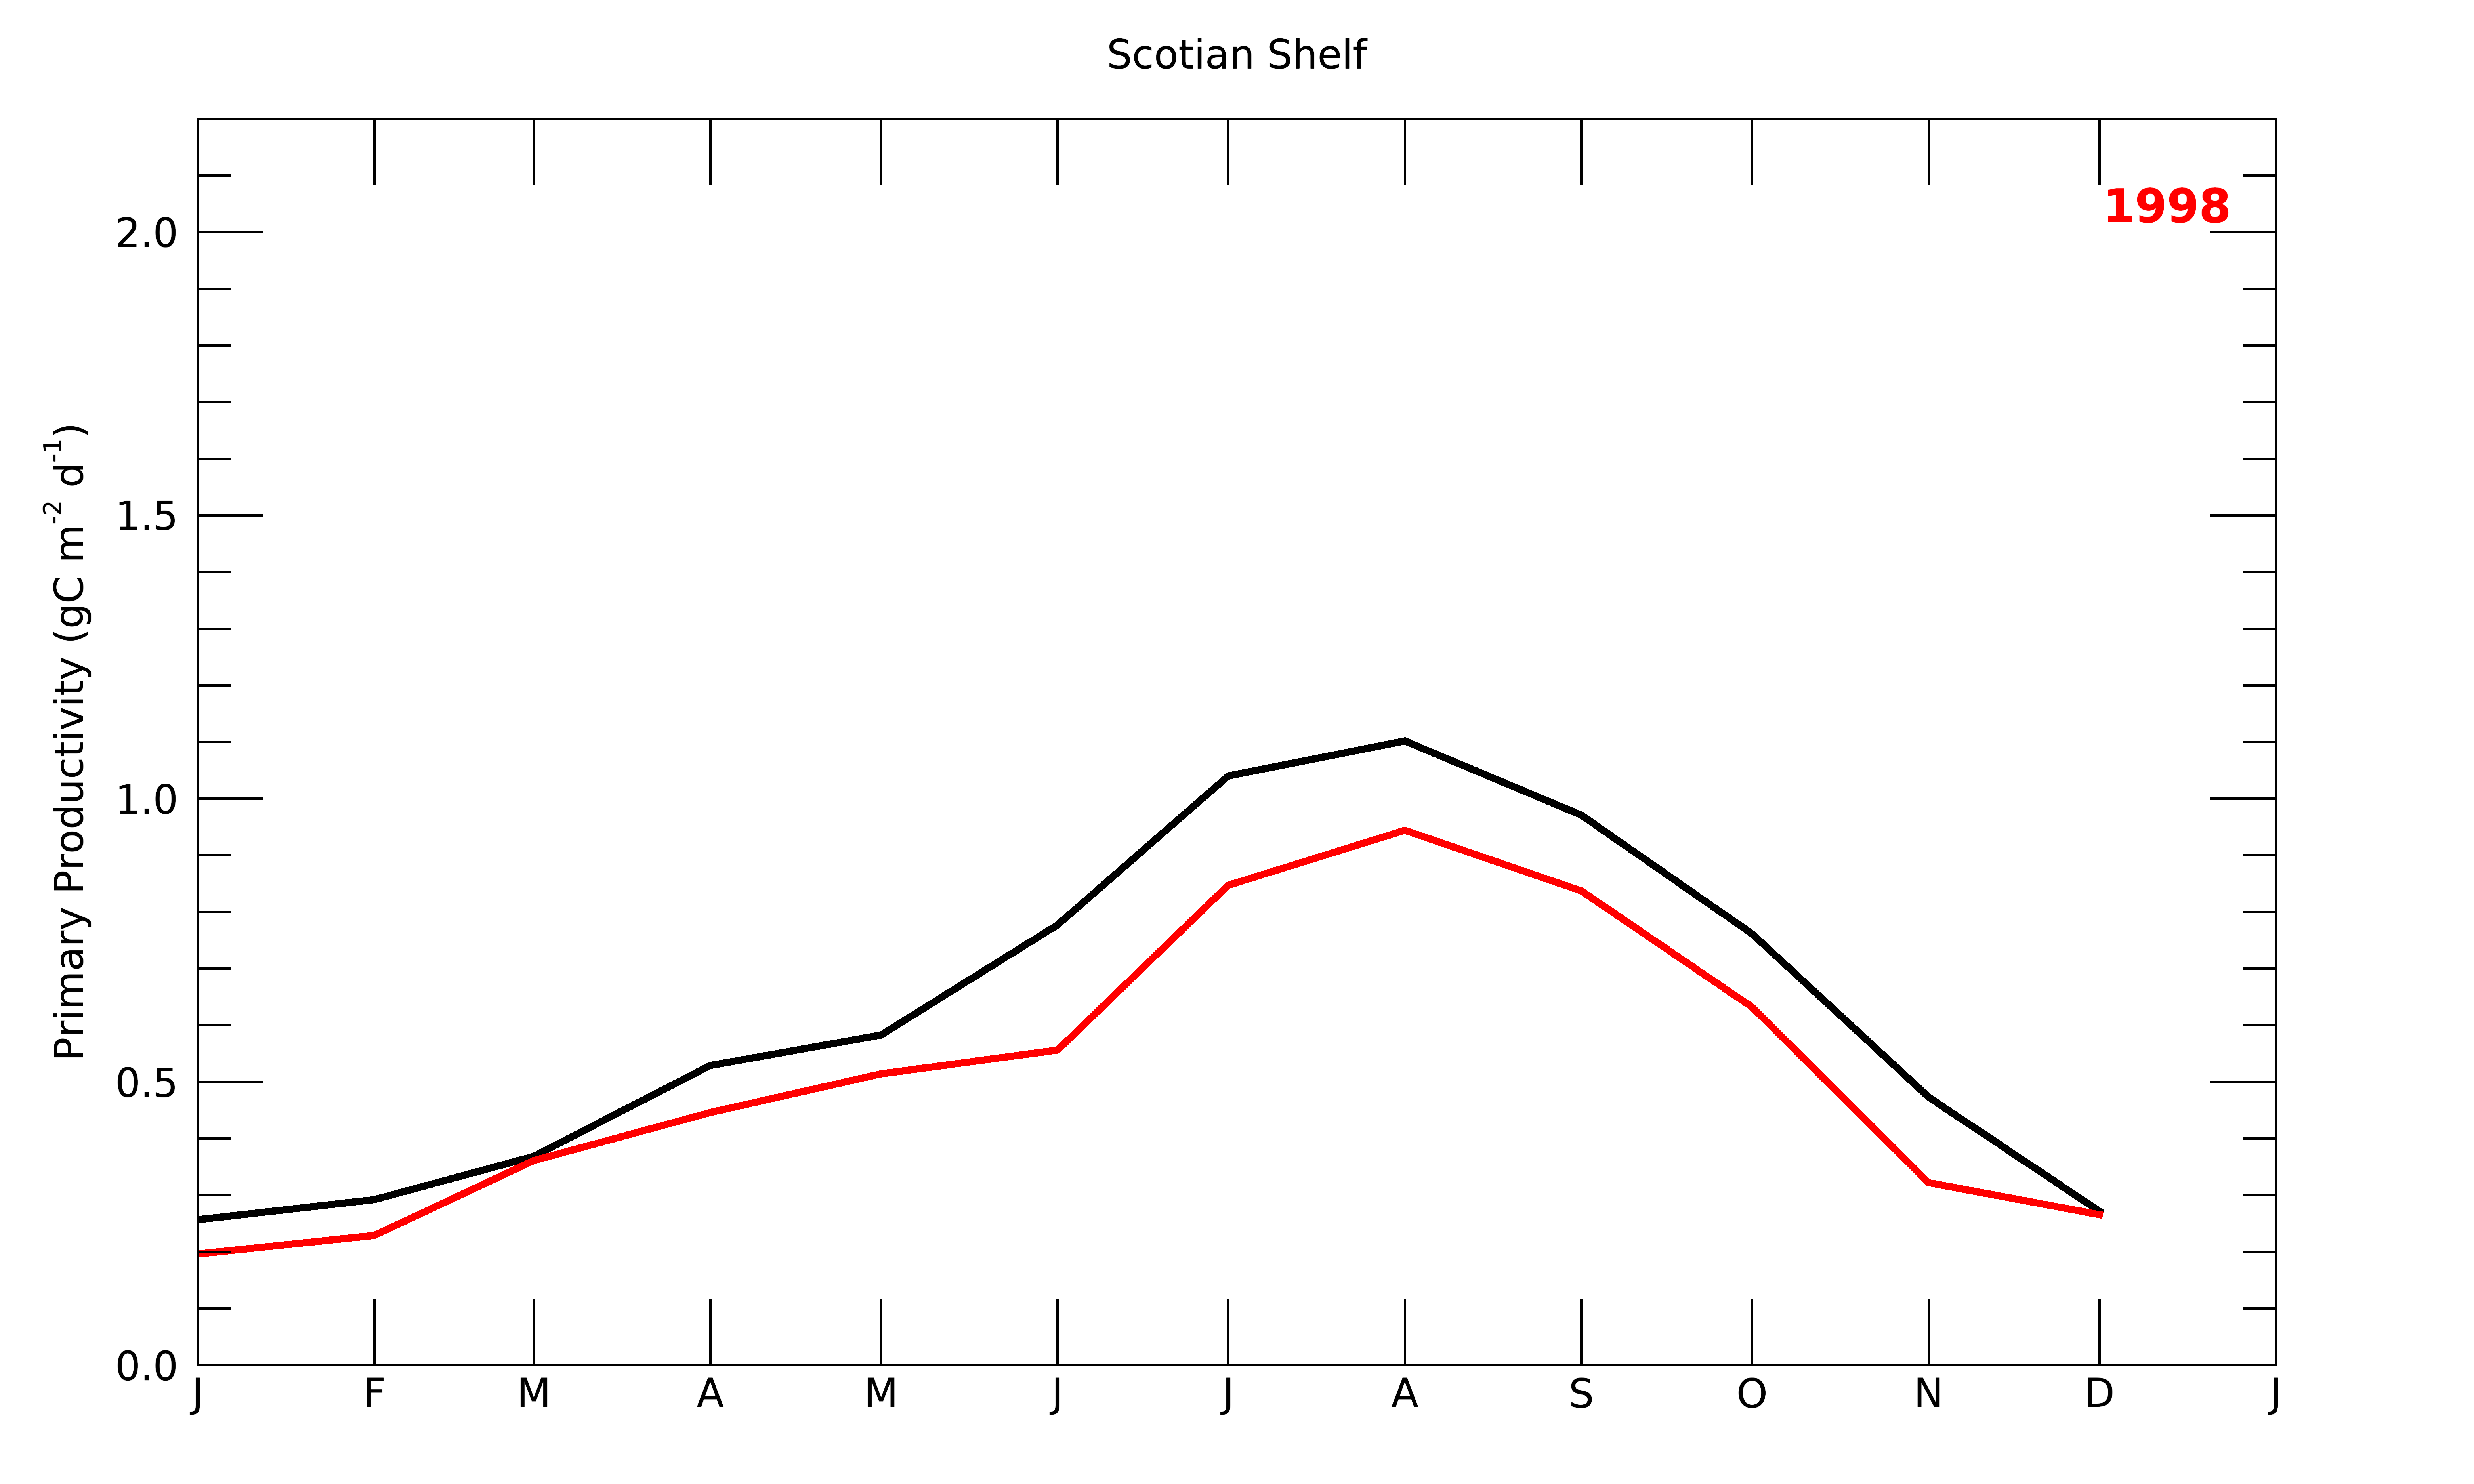 Scotian Shelf
1998
Primary Productivity (gC m⁻² d⁻¹)
2.0
1.5
1.0
0.5
0.0
J F M A M J J A S O N D J